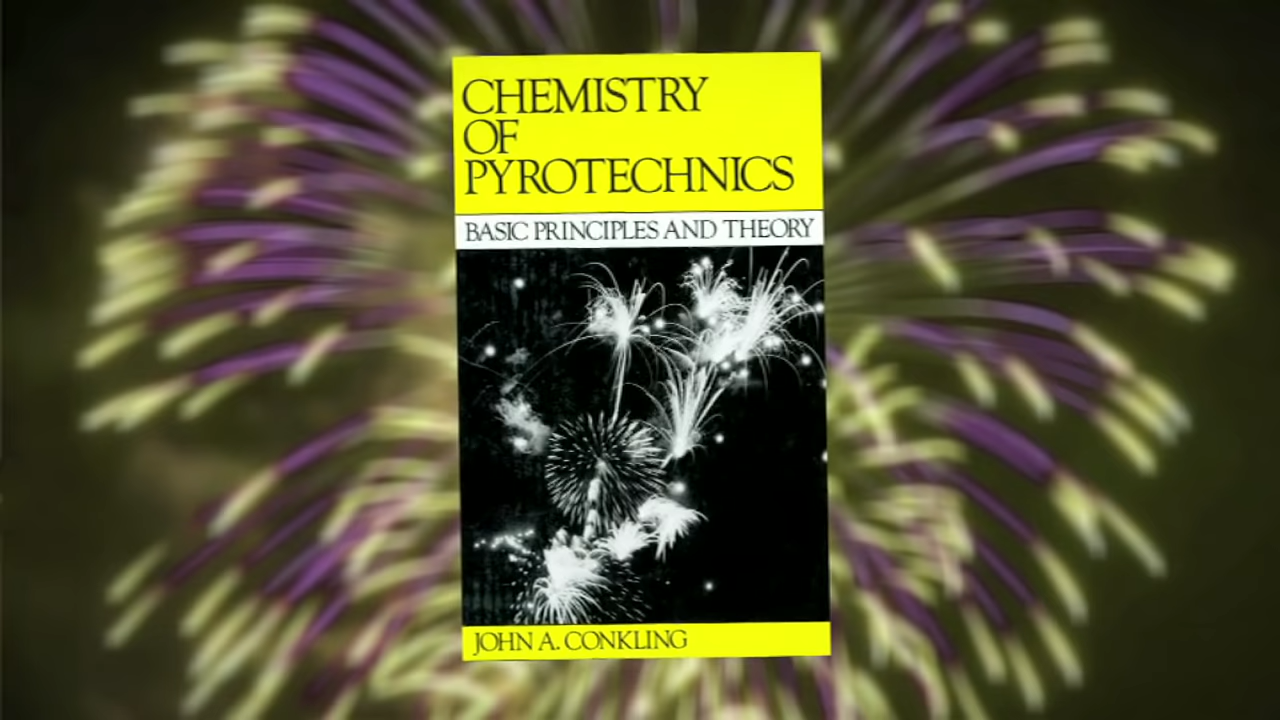 CHEMISTRY
OF
PYROTECHNICS
BASIC PRINCIPLES AND THEORY
JOHN A. CONKLING